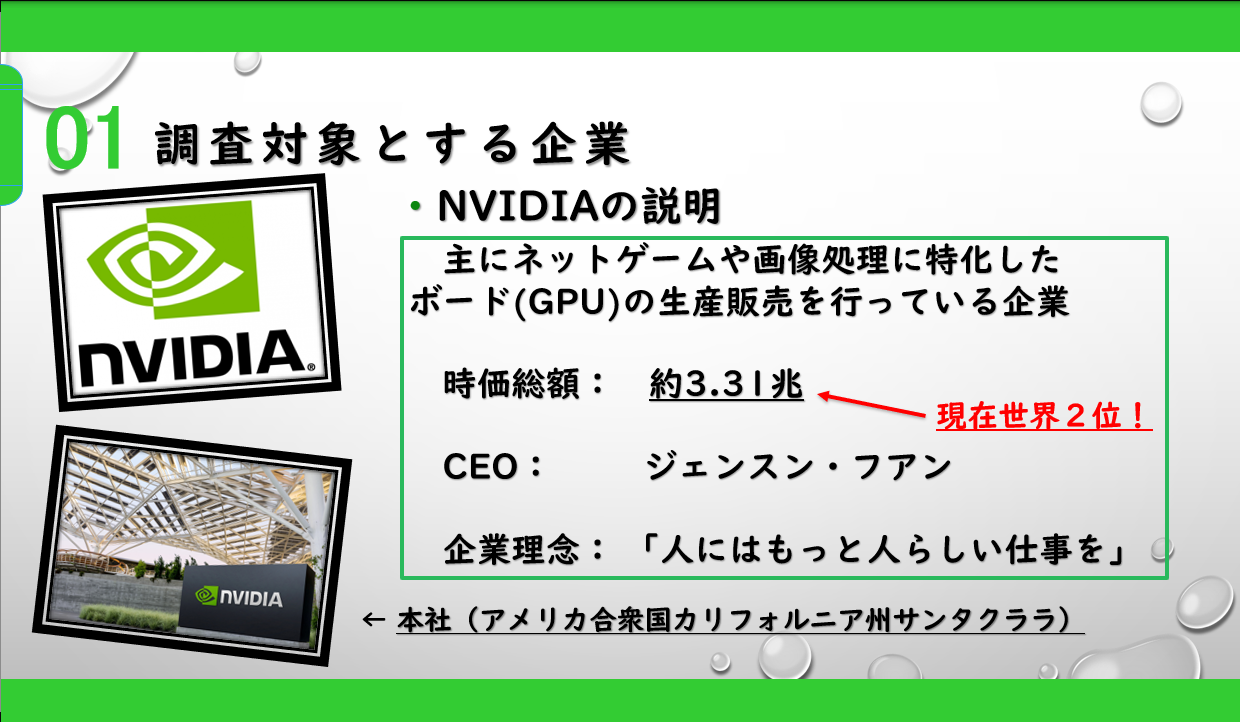 01 調査対象とする企業
・NVIDIAの説明
主にネットゲームや画像処理に特化した
ボード(GPU)の生産販売を行っている企業
時価総額： 約3.31兆
現在世界２位！
CEO： ジェンスン・フアン
企業理念：「人にはもっと人らしい仕事を」
←本社（アメリカ合衆国カリフォルニア州サンタクララ）
NVIDIA®
NVIDIA